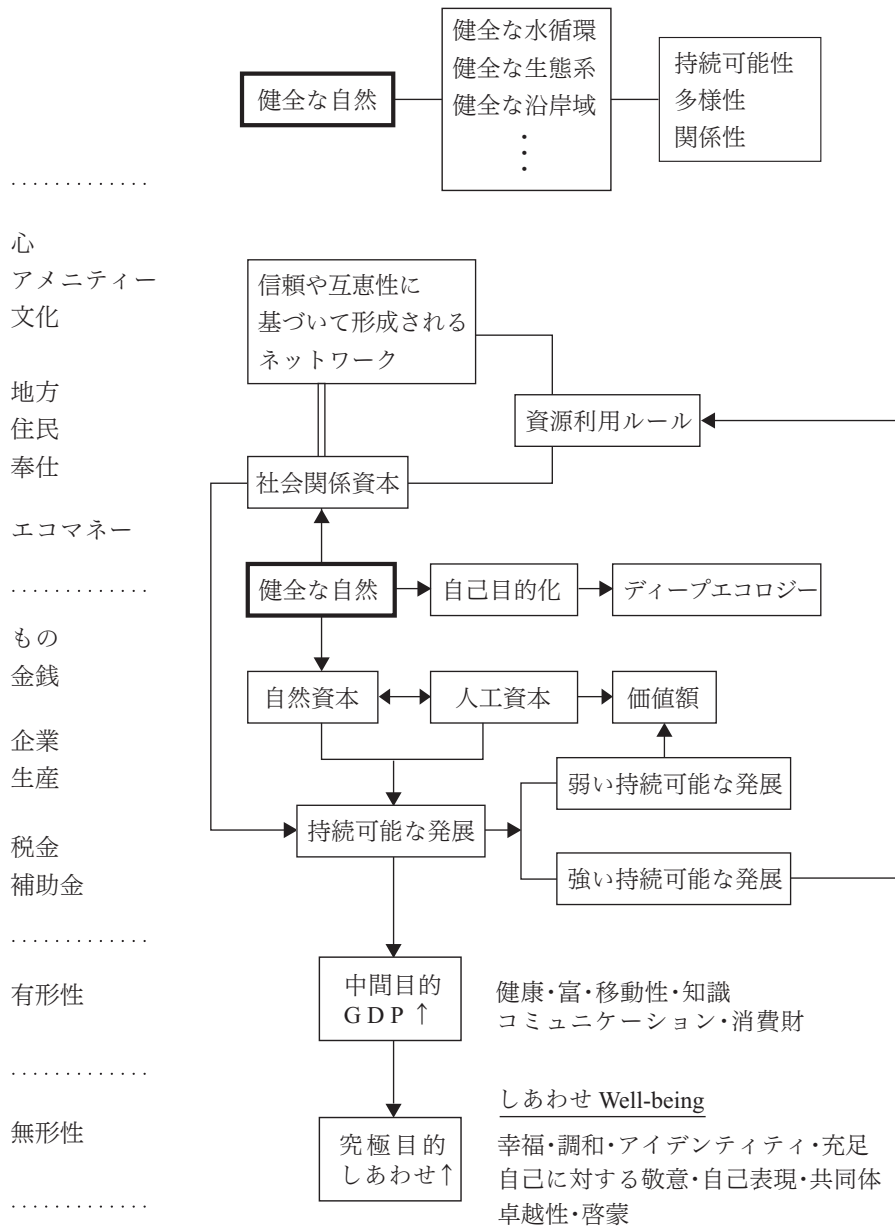 健全な自然
健全な水循環
健全な生態系
健全な沿岸域
・
・
・
持続可能性
多様性
関係性
.............
心
アメニティー
文化
地方
住民
奉仕
エコマネー
信頼や互恵性に
基づいて形成される
ネットワーク
資源利用ルール
社会関係資本
.............
健全な自然
自己目的化
ディープエコロジー
もの
金銭
企業
生産
税金
補助金
自然資本
人工資本
価値額
弱い持続可能な発展
持続可能な発展
強い持続可能な発展
.............
有形性
中間目的
GDP↑
健康・富・移動性・知識
コミュニケーション・消費財
.............
無形性
究極目的
しあわせ↑
しあわせ Well-being
幸福・調和・アイデンティティ・充足
自己に対する敬意・自己表現・共同体
卓越性・啓蒙
.............